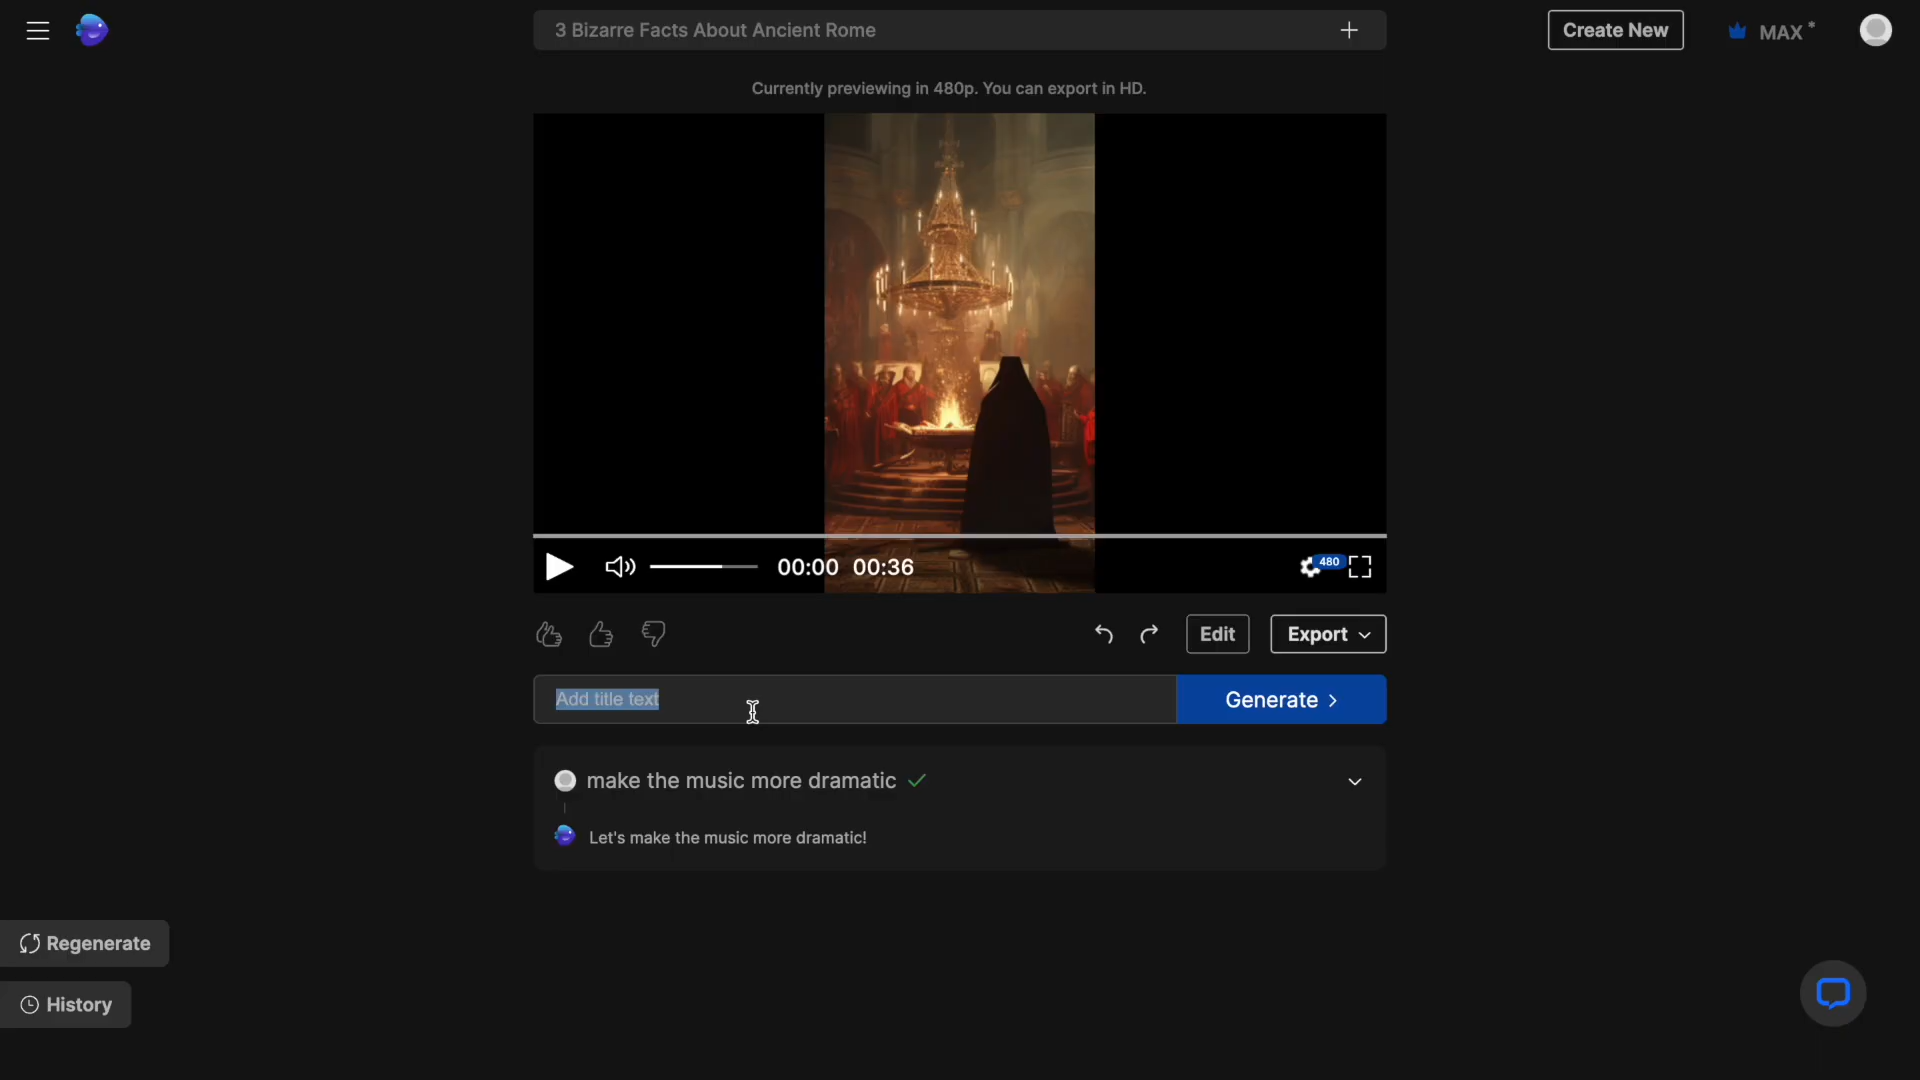 3 Bizarre Facts About Ancient Rome
Create New
MAX *
Currently previewing in 480p. You can export in HD.
00:00 00:36
480
Edit
Export
Add title text
Generate >
make the music more dramatic
Let's make the music more dramatic!
Regenerate
History